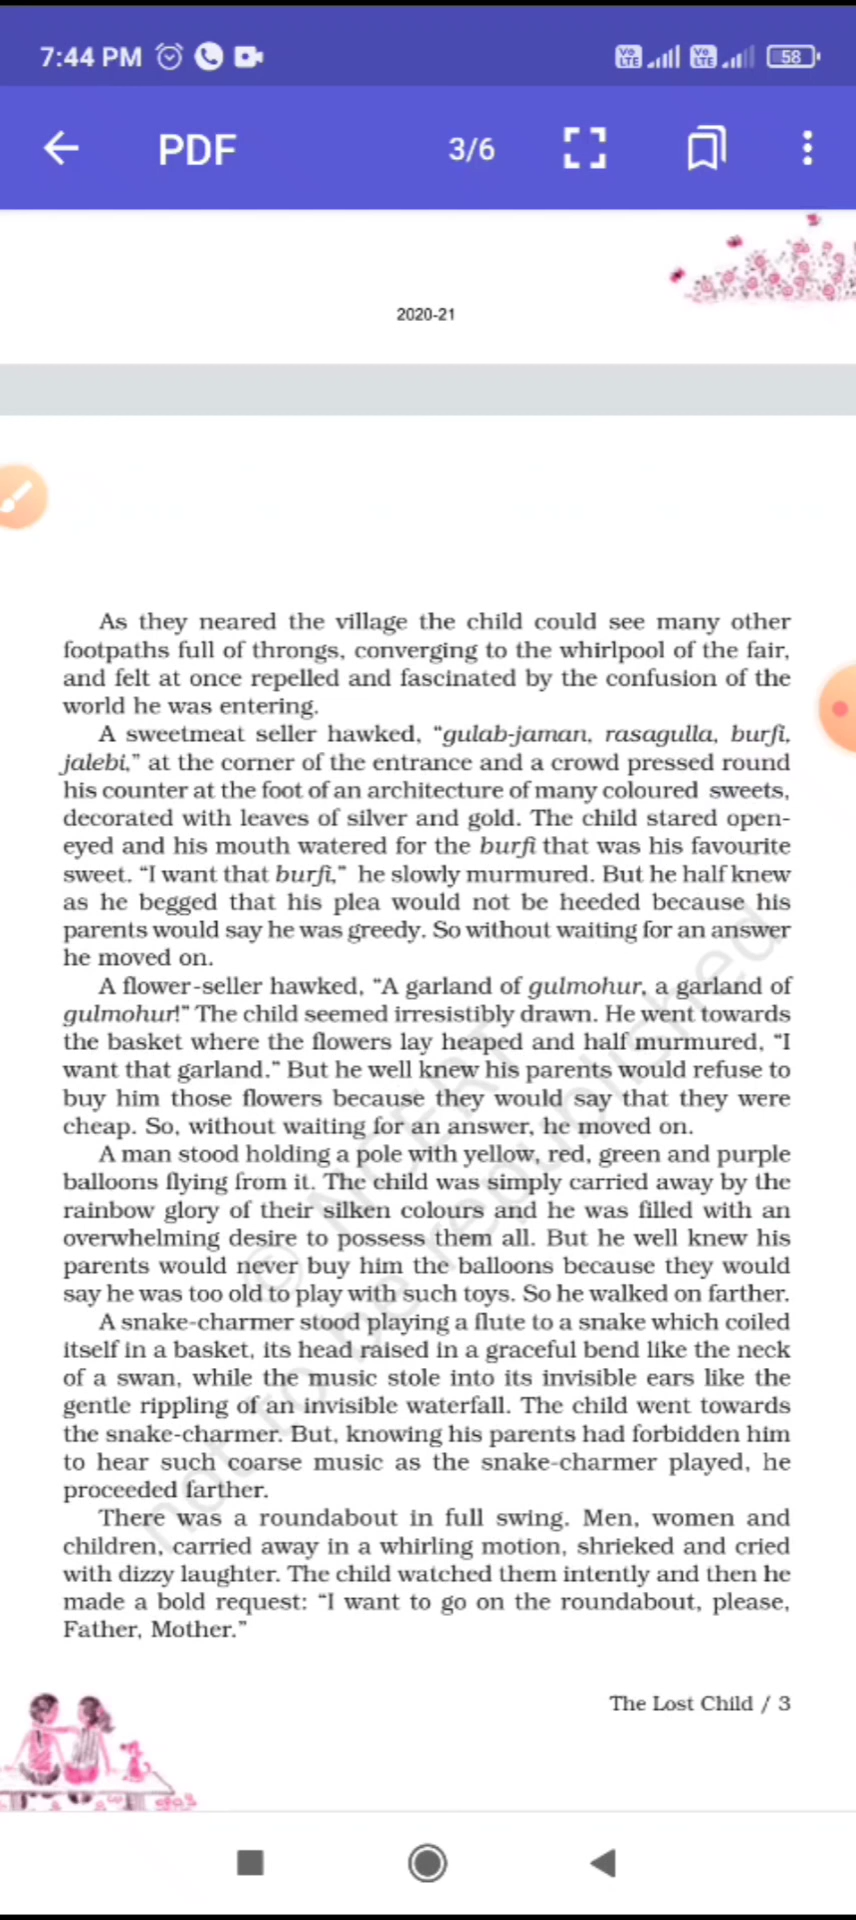 7:44 PM
Vo LTE Vo LTE 58
PDF 3/6
2020-21
As they neared the village the child could see many other
footpaths full of throngs, converging to the whirlpool of the fair,
and felt at once repelled and fascinated by the confusion of the
world he was entering.
A sweetmeat seller hawked, “gulab-jaman, rasagulla, burfi,
jalebi,” at the corner of the entrance and a crowd pressed round
his counter at the foot of an architecture of many coloured sweets,
decorated with leaves of silver and gold. The child stared open-
eyed and his mouth watered for the burfi that was his favourite
sweet. “I want that burfi,” he slowly murmured. But he half knew
as he begged that his plea would not be heeded because his
parents would say he was greedy. So without waiting for an answer
he moved on.
A flower-seller hawked, “A garland of gulmohur, a garland of
gulmohur!” The child seemed irresistibly drawn. He went towards
the basket where the flowers lay heaped and half murmured, “I
want that garland.” But he well knew his parents would refuse to
buy him those flowers because they would say that they were
cheap. So, without waiting for an answer, he moved on.
A man stood holding a pole with yellow, red, green and purple
balloons flying from it. The child was simply carried away by the
rainbow glory of their silken colours and he was filled with an
overwhelming desire to possess them all. But he well knew his
parents would never buy him the balloons because they would
say he was too old to play with such toys. So he walked on farther.
A snake-charmer stood playing a flute to a snake which coiled
itself in a basket, its head raised in a graceful bend like the neck
of a swan, while the music stole into its invisible ears like the
gentle rippling of an invisible waterfall. The child went towards
the snake-charmer. But, knowing his parents had forbidden him
to hear such coarse music as the snake-charmer played, he
proceeded farther.
There was a roundabout in full swing. Men, women and
children, carried away in a whirling motion, shrieked and cried
with dizzy laughter. The child watched them intently and then he
made a bold request: “I want to go on the roundabout, please,
Father, Mother.”
The Lost Child / 3
© NCERT
not to be republished